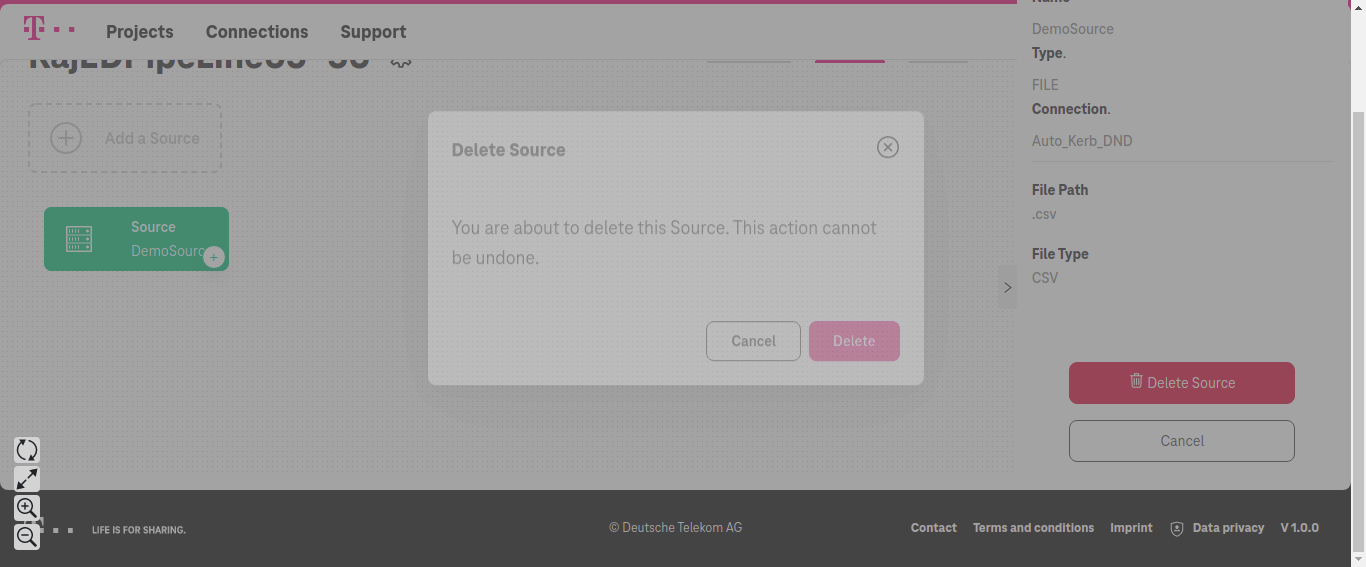 Name
Projects
Connections
Support
DemoSource
Type.
FILE
Connection.
Auto_Kerb_DND
Add a Source
Delete Source
File Path
.csv
Source
DemoSourc
You are about to delete this Source. This action cannot
be undone.
File Type
CSV
Cancel
Delete
Delete Source
Cancel
LIFE IS FOR SHARING.
© Deutsche Telekom AG
Contact
Terms and conditions
Imprint
Data privacy
V 1.0.0